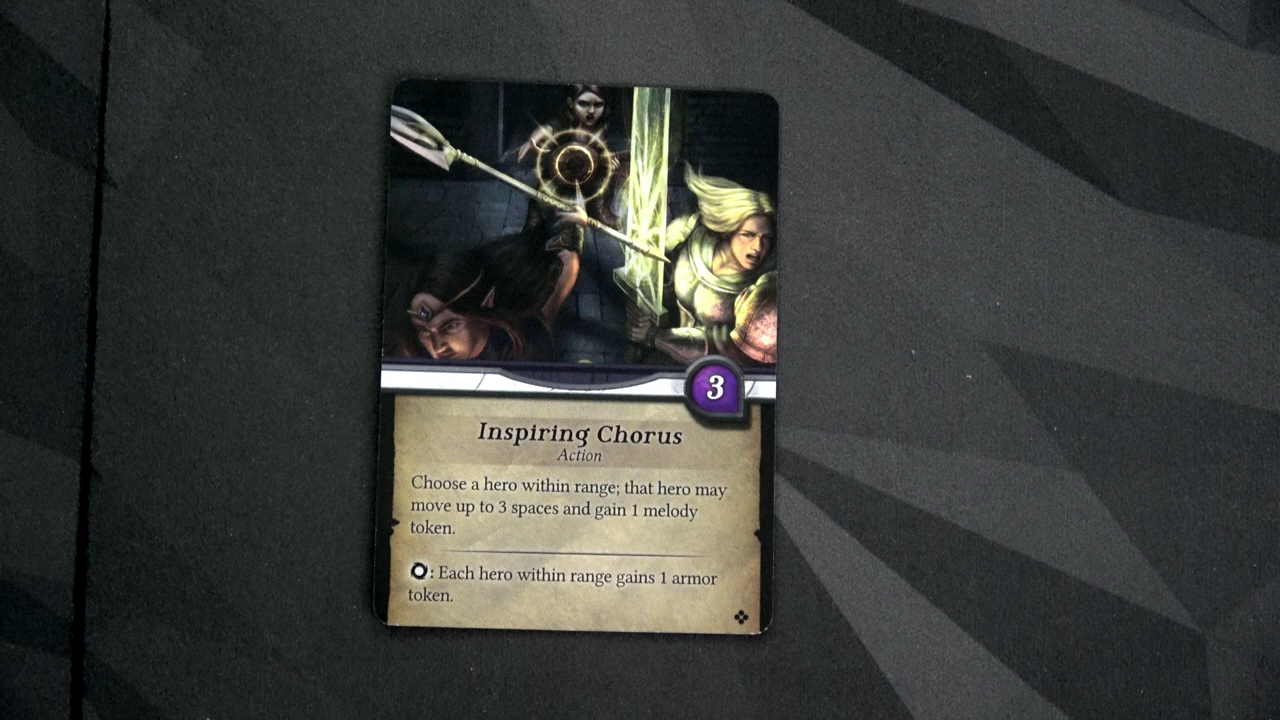 3
Inspiring Chorus
Action
Choose a hero within range; that hero may
move up to 3 spaces and gain 1 melody
token.
: Each hero within range gains 1 armor
token.